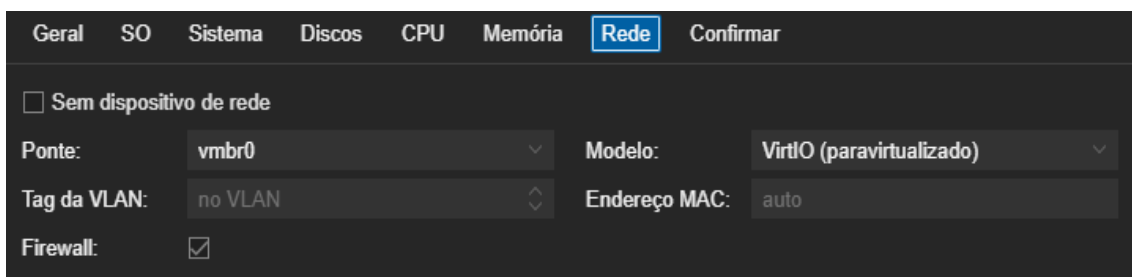 Geral SO Sistema Discos CPU Memória Rede Confirmar
Sem dispositivo de rede
Ponte: vmbr0 Modelo: VirtIO (paravirtualizado)
Tag da VLAN: no VLAN Endereço MAC: auto
Firewall: